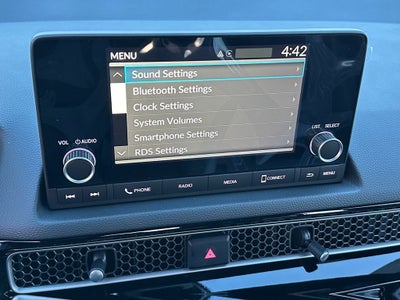 MENU 4:42
Sound Settings
Bluetooth Settings
Clock Settings
System Volumes
Smartphone Settings
RDS Settings
VOL AUDIO
LIST SELECT
PHONE RADIO MEDIA CONNECT MENU